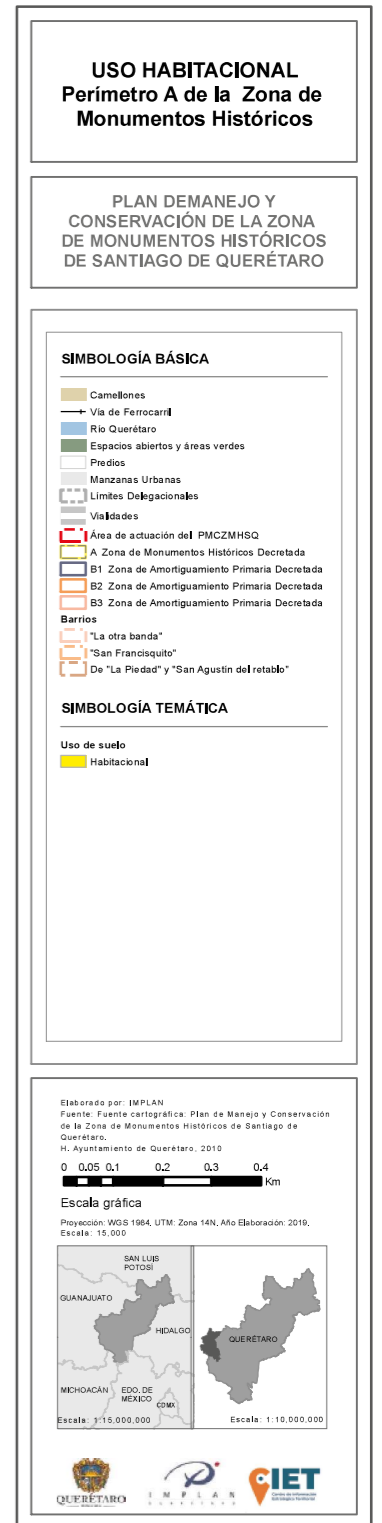 USO HABITACIONAL
Perímetro A de la Zona de
Monumentos Históricos
PLAN DEMANEJO Y
CONSERVACIÓN DE LA ZONA
DE MONUMENTOS HISTÓRICOS
DE SANTIAGO DE QUERÉTARO
SIMBOLOGÍA BÁSICA
Camellones
Vía de Ferrocarril
Río Querétaro
Espacios abiertos y áreas verdes
Predios
Manzanas Urbanas
Límites Delegacionales
Vialidades
Área de actuación del PMCZMHSQ
A Zona de Monumentos Históricos Decretada
B1 Zona de Amortiguamiento Primaria Decretada
B2 Zona de Amortiguamiento Primaria Decretada
B3 Zona de Amortiguamiento Primaria Decretada
Barrios
"La otra banda"
"San Francisquito"
De "La Piedad" y "San Agustin del retablo"
SIMBOLOGÍA TEMÁTICA
Uso de suelo
Habitacional
Elaborado por: IMPLAN
Fuente: Fuente cartográfica: Plan de Manejo y Conservación
de la Zona de Monumentos Históricos de Santiago de
Querétaro.
H. Ayuntamiento de Querétaro, 2010
0 0.05 0.1 0.2 0.3 0.4
Km
Escala gráfica
Proyección: WGS 1984, UTM: Zona 14N, Año Elaboración: 2019,
Escala: 15,000
SAN LUIS
POTOSÍ
GUANAJUATO
HIDALGO
MICHOACÁN
EDO. DE
MÉXICO
CDMX
Escala: 1:15,000,000
QUERÉTARO
Escala: 1:10,000,000
QUERÉTARO
IMPLAN
QUERÉTARO
CIET
Centro de Información
Estratégica Territorial